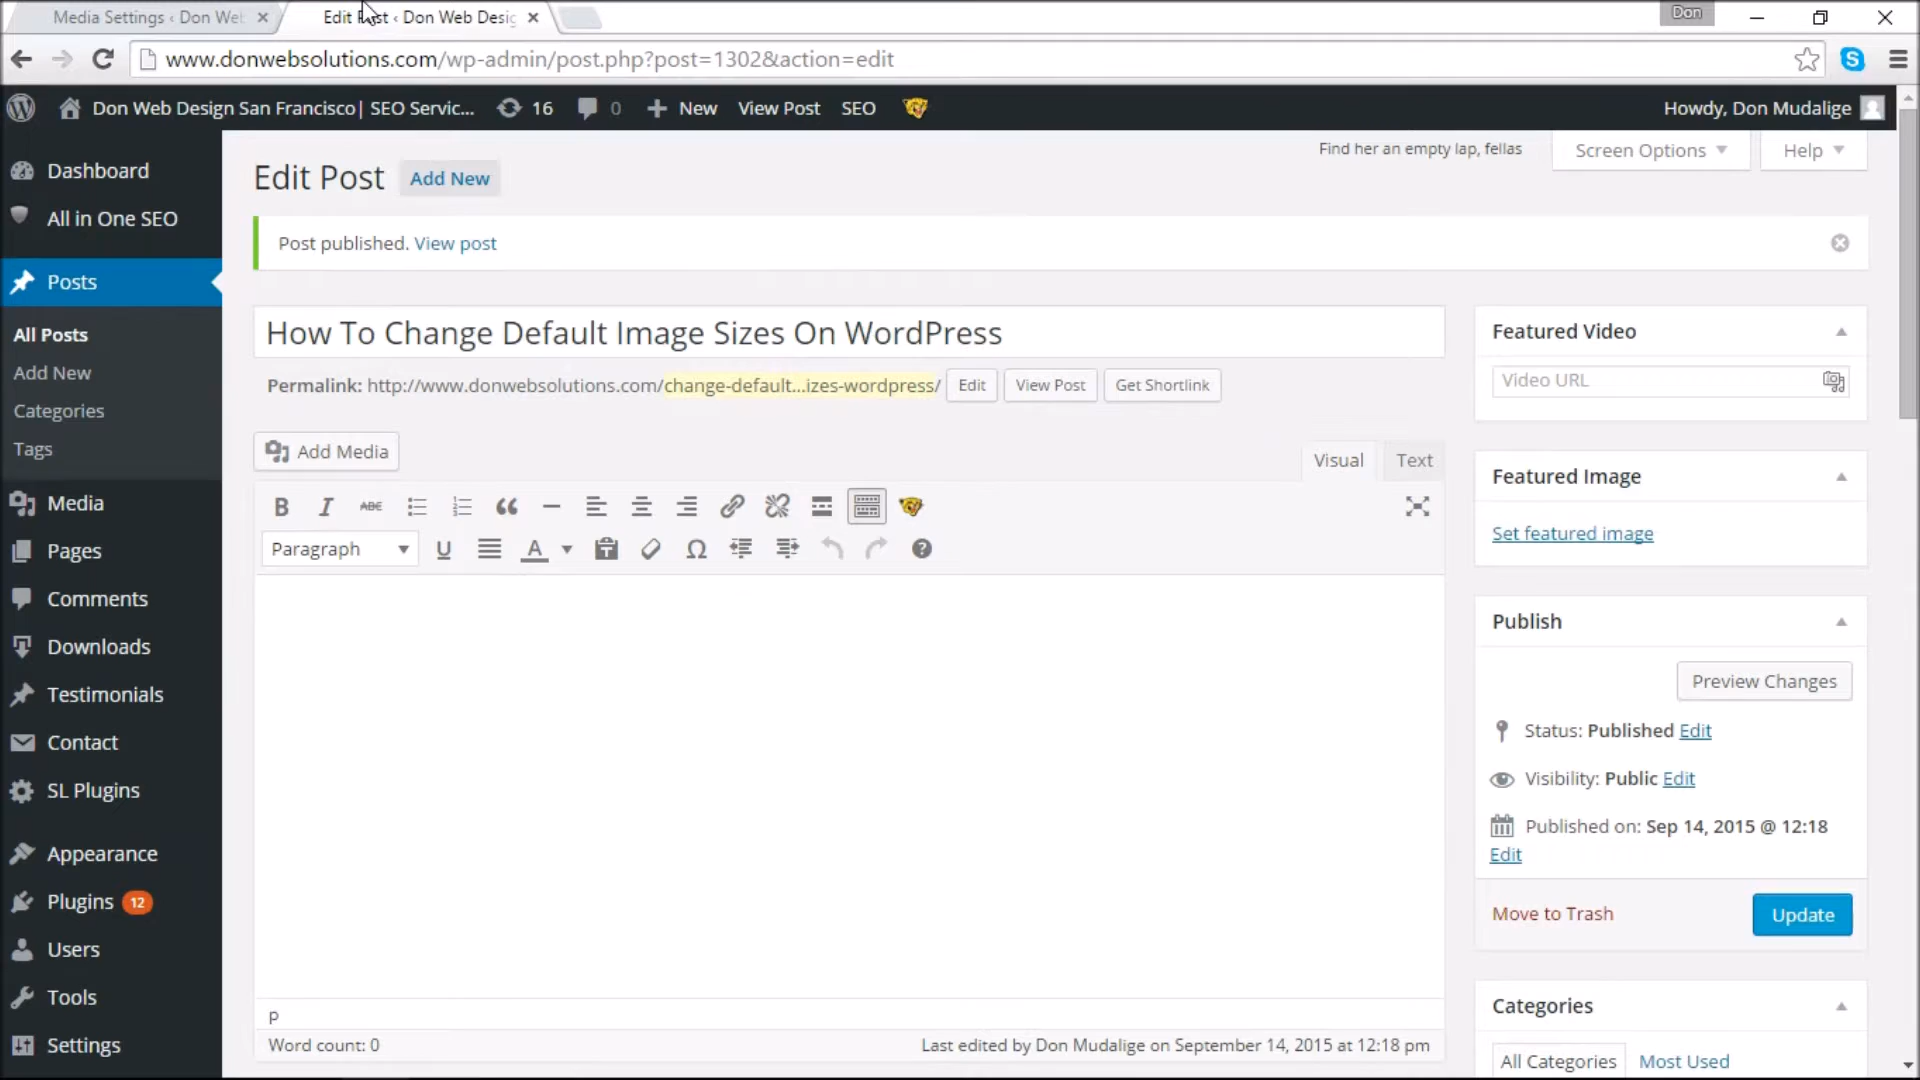 Media Settings ‹ Don Wel
Edit Post ‹ Don Web Desig
Don
www.donwebsolutions.com/wp-admin/post.php?post=1302&action=edit
Don Web Design San Francisco| SEO Servic... 16 0 New View Post SEO Howdy, Don Mudalige
Find her an empty lap, fellas
Screen Options
Help
Dashboard
All in One SEO
Posts
All Posts
Add New
Categories
Tags
Media
Pages
Comments
Downloads
Testimonials
Contact
SL Plugins
Appearance
Plugins 12
Users
Tools
Settings
Edit Post Add New
Post published. View post
How To Change Default Image Sizes On WordPress
Permalink: http://www.donwebsolutions.com/change-default...izes-wordpress/ Edit View Post Get Shortlink
Add Media
Visual Text
B I ABE
Paragraph U A Ω
p
Word count: 0
Last edited by Don Mudalige on September 14, 2015 at 12:18 pm
Featured Video
Video URL
Featured Image
Set featured image
Publish
Preview Changes
Status: Published Edit
Visibility: Public Edit
Published on: Sep 14, 2015 @ 12:18
Edit
Move to Trash
Update
Categories
All Categories Most Used